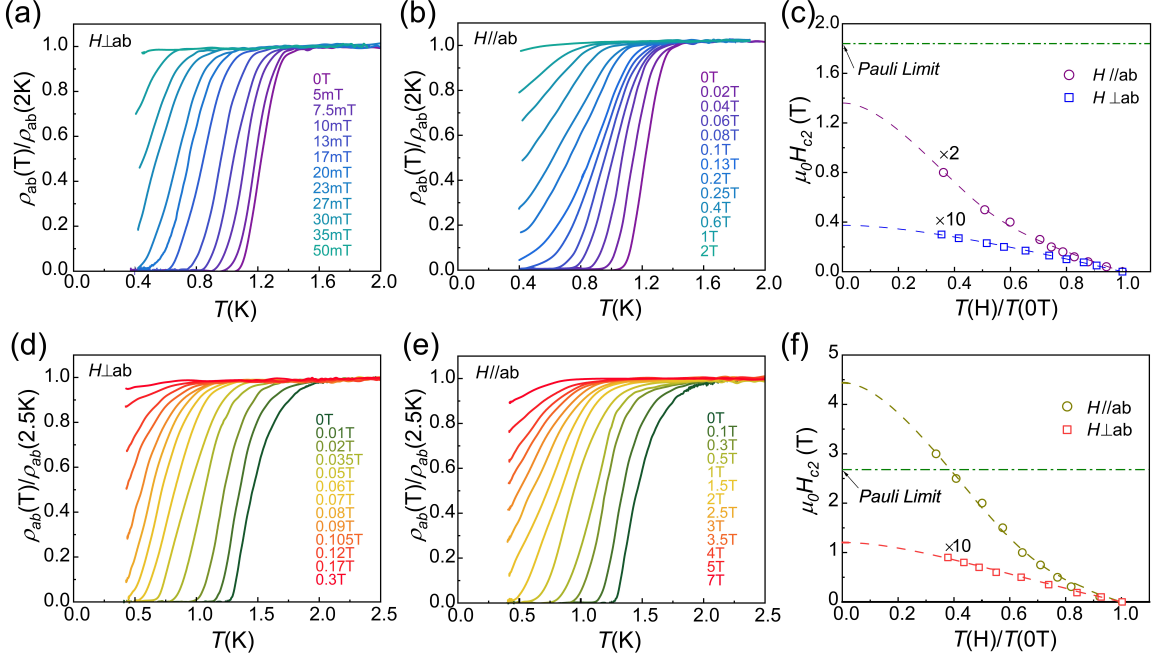 (a)
H⊥ab
ρab(T)/ρab(2K)
1.0
0.8
0.6
0.4
0.2
0.0
0T
5mT
7.5mT
10mT
13mT
17mT
20mT
23mT
27mT
30mT
35mT
50mT
0.0 0.4 0.8 1.2 1.6 2.0
T(K)
(b)
H//ab
ρab(T)/ρab(2K)
1.0
0.8
0.6
0.4
0.2
0.0
0T
0.02T
0.04T
0.06T
0.08T
0.1T
0.13T
0.2T
0.25T
0.4T
0.6T
1T
2T
0.0 0.4 0.8 1.2 1.6 2.0
T(K)
(c)
μ0Hc2 (T)
2.0
1.6
1.2
0.8
0.4
0.0
Pauli Limit
H //ab
H ⊥ab
×2
×10
0.0 0.2 0.4 0.6 0.8 1.0
T(H)/T(0T)
(d)
H⊥ab
ρab(T)/ρab(2.5K)
1.0
0.8
0.6
0.4
0.2
0.0
0T
0.01T
0.02T
0.035T
0.05T
0.06T
0.07T
0.08T
0.09T
0.105T
0.12T
0.17T
0.3T
0.0 0.5 1.0 1.5 2.0 2.5
T(K)
(e)
H//ab
ρab(T)/ρab(2.5K)
1.0
0.8
0.6
0.4
0.2
0.0
0T
0.1T
0.3T
0.5T
1T
1.5T
2T
2.5T
3T
3.5T
4T
5T
7T
0.0 0.5 1.0 1.5 2.0 2.5
T(K)
(f)
μ0Hc2 (T)
5
4
3
2
1
0
H//ab
H⊥ab
Pauli Limit
×10
0.0 0.2 0.4 0.6 0.8 1.0
T(H)/T(0T)